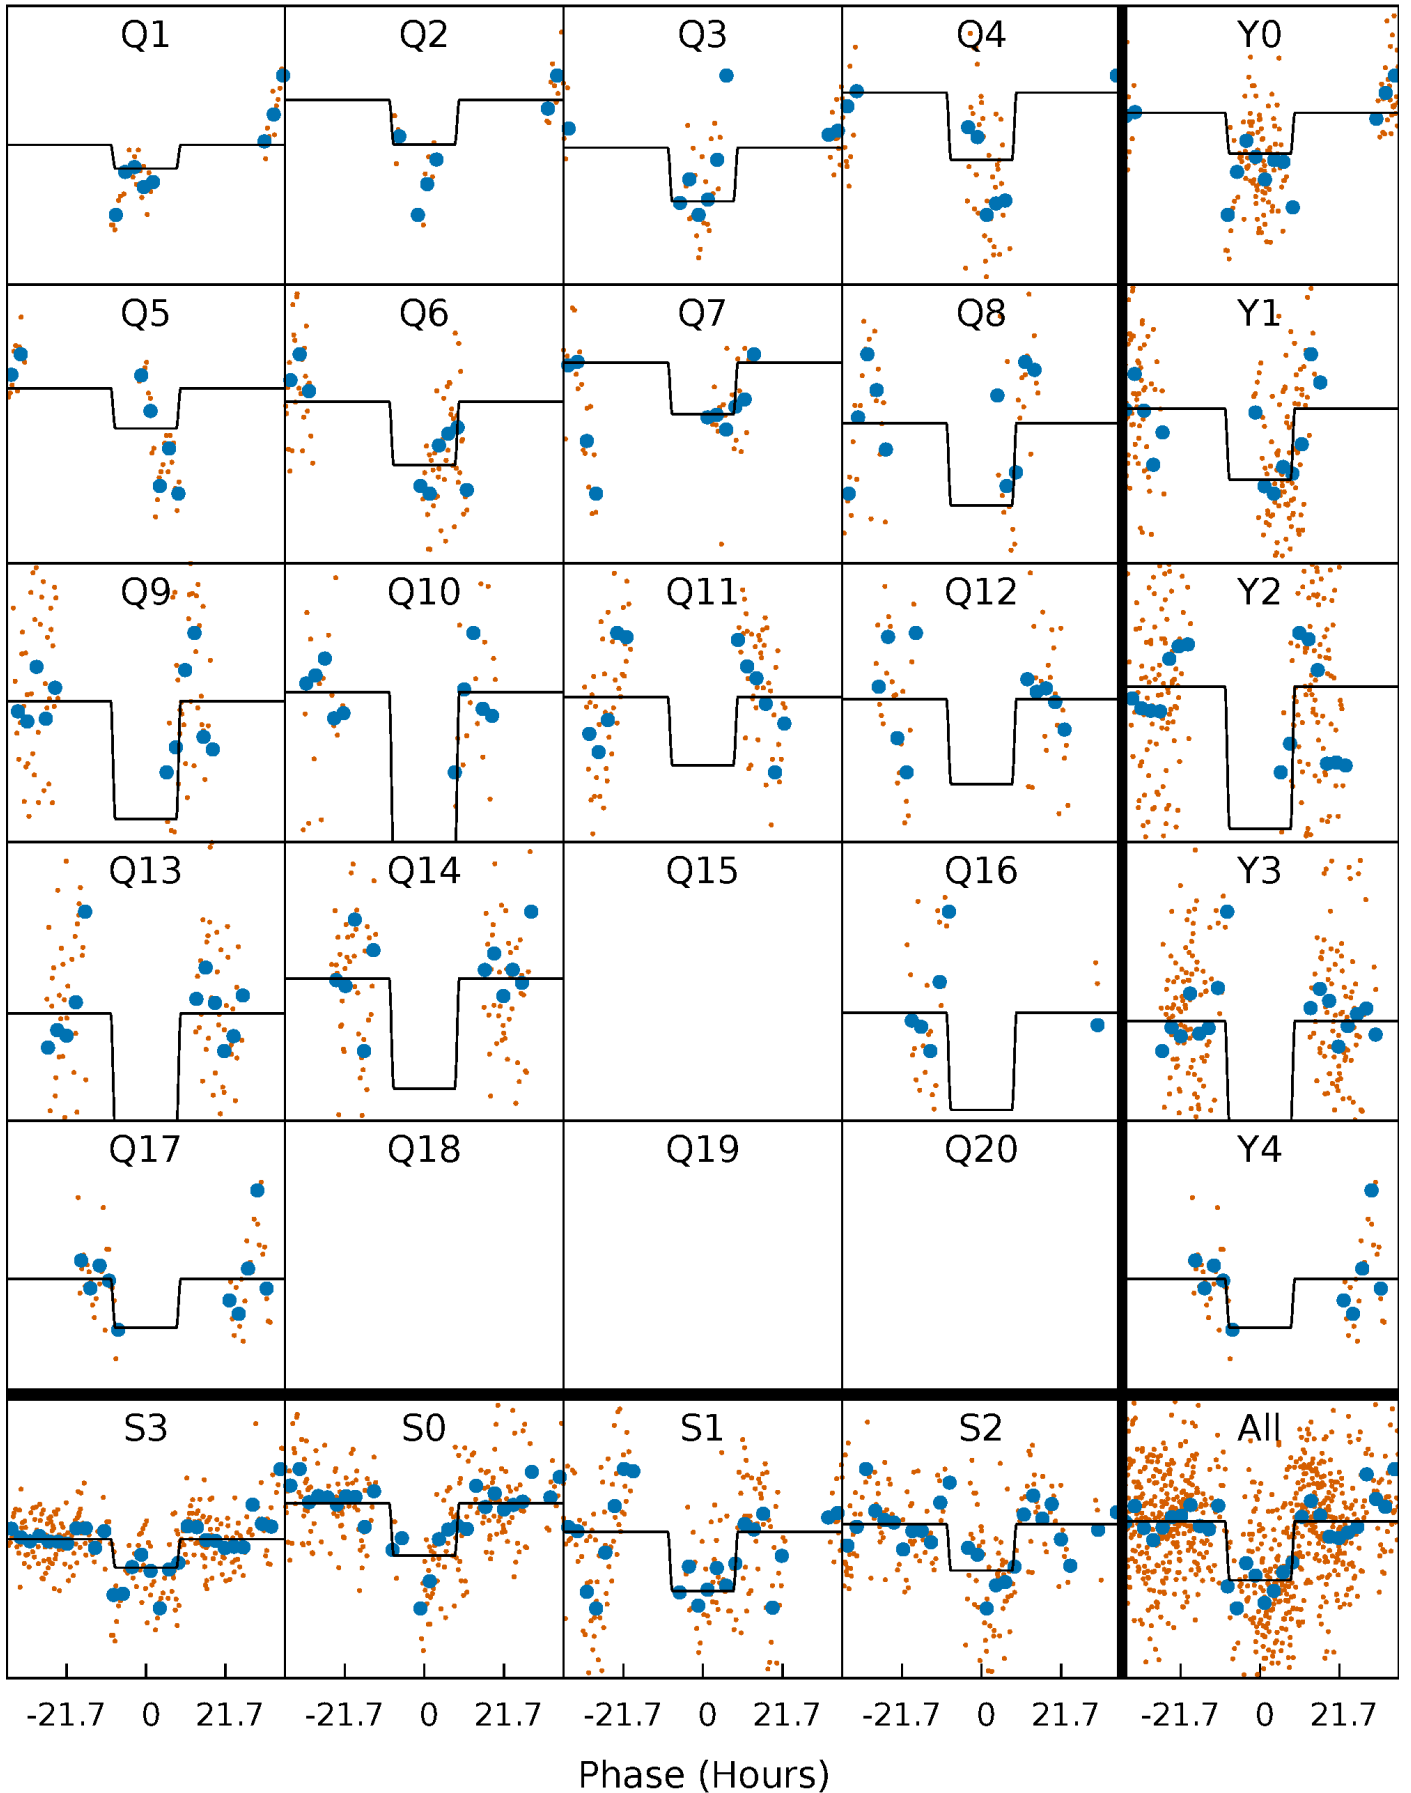 Q1 Q2 Q3 Q4 Y0
Q5 Q6 Q7 Q8 Y1
Q9 Q10 Q11 Q12 Y2
Q13 Q14 Q15 Q16 Y3
Q17 Q18 Q19 Q20 Y4
S3 S0 S1 S2 All
-21.7 0 21.7 -21.7 0 21.7 -21.7 0 21.7 -21.7 0 21.7 -21.7 0 21.7
Phase (Hours)